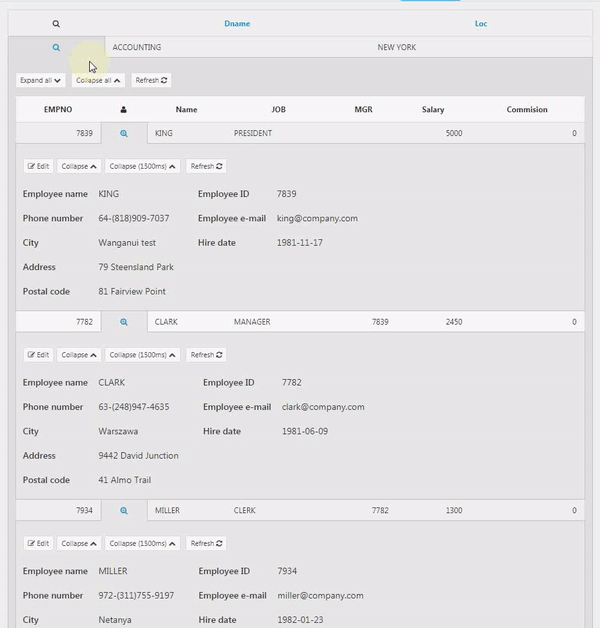 Dname Loc
ACCOUNTING NEW YORK
Expand all Collapse all Refresh
EMPNO Name JOB MGR Salary Commision
7839 KING PRESIDENT 5000 0
Edit Collapse Collapse (1500ms) Refresh
Employee name KING Employee ID 7839
Phone number 64-(818)909-7037 Employee e-mail king@company.com
City Wanganui test Hire date 1981-11-17
Address 79 Steensland Park
Postal code 81 Fairview Point
7782 CLARK MANAGER 7839 2450 0
Edit Collapse Collapse (1500ms) Refresh
Employee name CLARK Employee ID 7782
Phone number 63-(248)947-4635 Employee e-mail clark@company.com
City Warszawa Hire date 1981-06-09
Address 9442 David Junction
Postal code 41 Almo Trail
7934 MILLER CLERK 7782 1300 0
Edit Collapse Collapse (1500ms) Refresh
Employee name MILLER Employee ID 7934
Phone number 972-(311)755-9197 Employee e-mail miller@company.com
City Netanya Hire date 1982-01-23